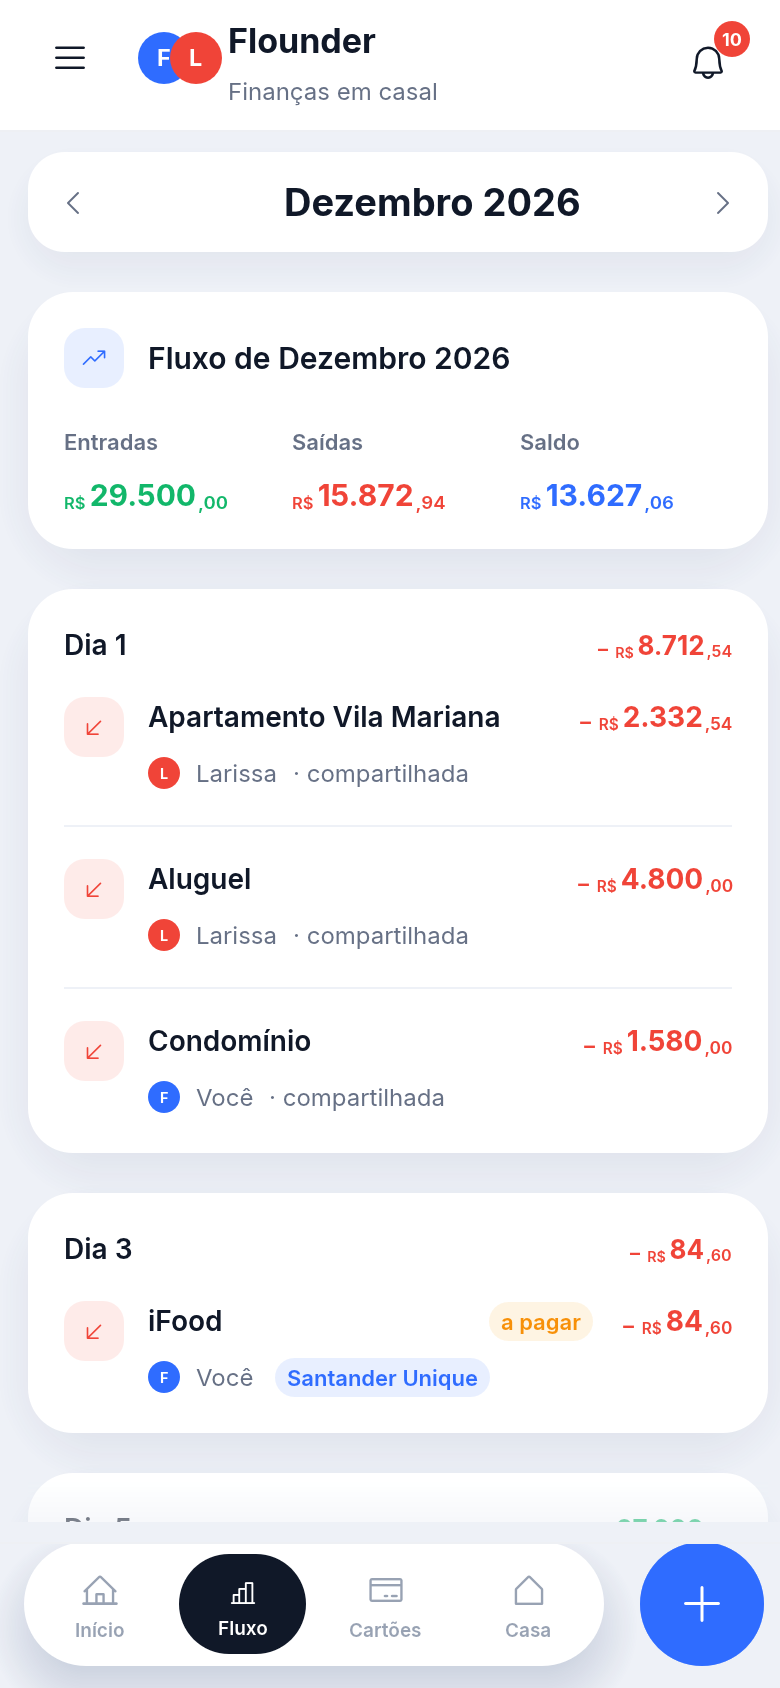 F L Flounder
Finanças em casal
10
Dezembro 2026
Fluxo de Dezembro 2026
Entradas Saídas Saldo
R$ 29.500,00 R$ 15.872,94 R$ 13.627,06
Dia 1 − R$ 8.712,54
Apartamento Vila Mariana − R$ 2.332,54
L Larissa · compartilhada
Aluguel − R$ 4.800,00
L Larissa · compartilhada
Condomínio − R$ 1.580,00
F Você · compartilhada
Dia 3 − R$ 84,60
iFood a pagar − R$ 84,60
F Você Santander Unique
Início Fluxo Cartões Casa